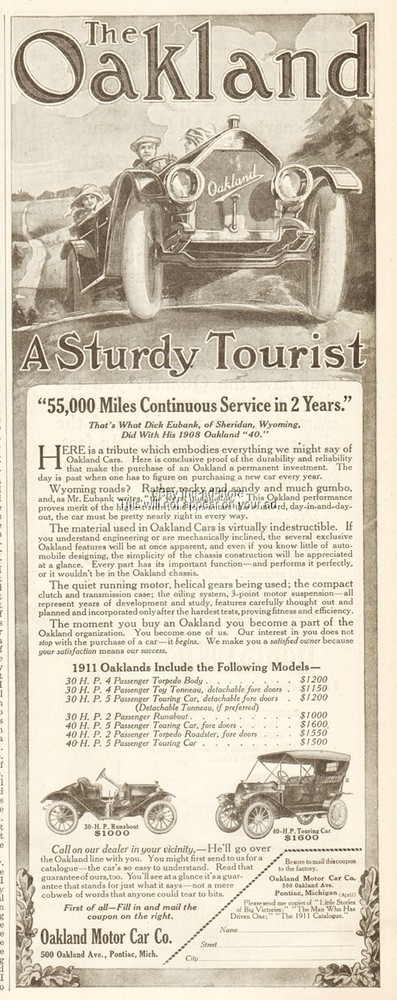 The
Oakland
Oakland
A Sturdy Tourist
"55,000 Miles Continuous Service in 2 Years."
That's What Dick Eubank, of Sheridan, Wyoming,
Did With His 1908 Oakland "40."
HERE is a tribute which embodies everything we might say of
Oakland Cars. Here is conclusive proof of the durability and reliability
that make the purchase of an Oakland a permanent investment. The
day is past when one has to figure on purchasing a new car every year.
Wyoming roads? Rather rocky and sandy and much gumbo,
and, as Mr. Eubank writes, "the were This Oakland performance
proves merit of the hard, day-in-and-day-
out, the car must be pretty nearly right in every way.
This will not appear on your ad.
The material used in Oakland Cars is virtually indestructible. If
you understand engineering or are mechanically inclined, the several exclusive
Oakland features will be at once apparent, and even if you know little of auto-
mobile designing, the simplicity of the chassis construction will be appreciated
at a glance. Every part has its important function—and performs it perfectly,
or it wouldn't be in the Oakland chassis.
The quiet running motor, helical gears being used; the compact
clutch and transmission case; the oiling system, 3-point motor suspension—all
represent years of development and study, features carefully thought out and
planned and incorporated only after the hardest tests, proving fitness and efficiency.
The moment you buy an Oakland you become a part of the
Oakland organization. You become one of us. Our interest in you does not
stop with the purchase of a car—it begins. We make you a satisfied owner because
your satisfaction means our success.
1911 Oaklands Include the Following Models—
30 H. P. 4 Passenger Torpedo Body . . . . . . . . $1200
30 H. P. 4 Passenger Toy Tonneau, detachable fore doors . $1150
30 H. P. 5 Passenger Touring Car, detachable fore doors . $1200
(Detachable Tonneau, if preferred)
30 H. P. 2 Passenger Runabout . . . . . . . . $1000
40 H. P. 5 Passenger Touring Car, fore doors . . . . $1600
40 H. P. 2 Passenger Torpedo Roadster, fore doors . . $1550
40 H. P. 5 Passenger Touring Car . . . . . . . $1500
30-H. P. Runabout
$1000
40-H.P. Touring Car
$1600
Call on our dealer in your vicinity,—He'll go over
the Oakland line with you. You might first send to us for a
catalogue—the car's so easy to understand. Read that
guarantee of ours, too. You'll see at a glance it's a guar-
antee that stands for just what it says—not a mere
cobweb of words that anyone could tear to bits.
First of all—Fill in and mail the
coupon on the right.
Oakland Motor Car Co.
500 Oakland Ave., Pontiac, Mich.
Be sure to mail this coupon
to the factory.
Oakland Motor Car Co.
500 Oakland Ave.
Pontiac, Michigan (April)
Please send me copies of "Little Stories
of Big Victories;" "The Man Who Has
Driven One;" "The 1911 Catalogue."
Name
Street
City